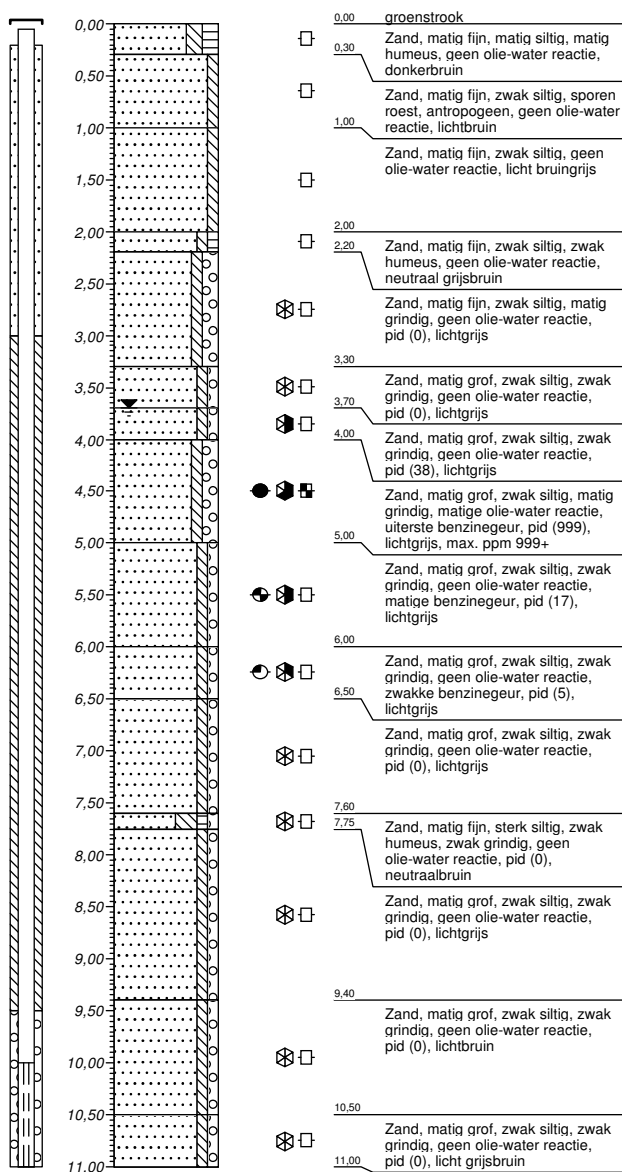 0,00
0,50
1,00
1,50
2,00
2,50
3,00
3,50
4,00
4,50
5,00
5,50
6,00
6,50
7,00
7,50
8,00
8,50
9,00
9,50
10,00
10,50
11,00
0,00
groenstrook
Zand, matig fijn, matig siltig, matig
0,30
humeus, geen olie-water reactie,
donkerbruin
Zand, matig fijn, zwak siltig, sporen
roest, antropogeen, geen olie-water
1,00
reactie, lichtbruin
Zand, matig fijn, zwak siltig, geen
olie-water reactie, licht bruingrijs
2,00
2,20
Zand, matig fijn, zwak siltig, zwak
humeus, geen olie-water reactie,
neutraal grijsbruin
Zand, matig fijn, zwak siltig, matig
grindig, geen olie-water reactie,
pid (0), lichtgrijs
3,30
Zand, matig grof, zwak siltig, zwak
3,70
grindig, geen olie-water reactie,
pid (0), lichtgrijs
4,00
Zand, matig grof, zwak siltig, zwak
grindig, geen olie-water reactie,
pid (38), lichtgrijs
Zand, matig grof, zwak siltig, matig
grindig, matige olie-water reactie,
uiterste benzinegeur, pid (999),
5,00
lichtgrijs, max. ppm 999+
Zand, matig grof, zwak siltig, zwak
grindig, geen olie-water reactie,
matige benzinegeur, pid (17),
lichtgrijs
6,00
Zand, matig grof, zwak siltig, zwak
grindig, geen olie-water reactie,
6,50
zwakke benzinegeur, pid (5),
lichtgrijs
Zand, matig grof, zwak siltig, zwak
grindig, geen olie-water reactie,
pid (0), lichtgrijs
7,60
7,75
Zand, matig fijn, sterk siltig, zwak
humeus, zwak grindig, geen
olie-water reactie, pid (0),
neutraalbruin
Zand, matig grof, zwak siltig, zwak
grindig, geen olie-water reactie,
pid (0), lichtgrijs
9,40
Zand, matig grof, zwak siltig, zwak
grindig, geen olie-water reactie,
pid (0), lichtbruin
10,50
Zand, matig grof, zwak siltig, zwak
grindig, geen olie-water reactie,
11,00
pid (0), licht grijsbruin